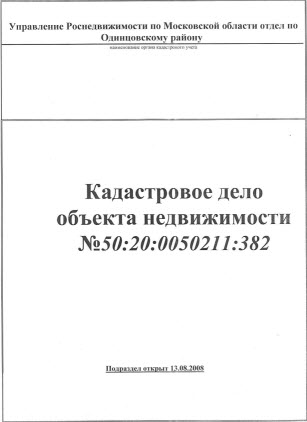 Управление Роснедвижимости по Московской области отдел по
Одинцовскому району
наименование органа кадастрового учета
Кадастровое дело
объекта недвижимости
№50:20:0050211:382
Подраздел открыт 13.08.2008